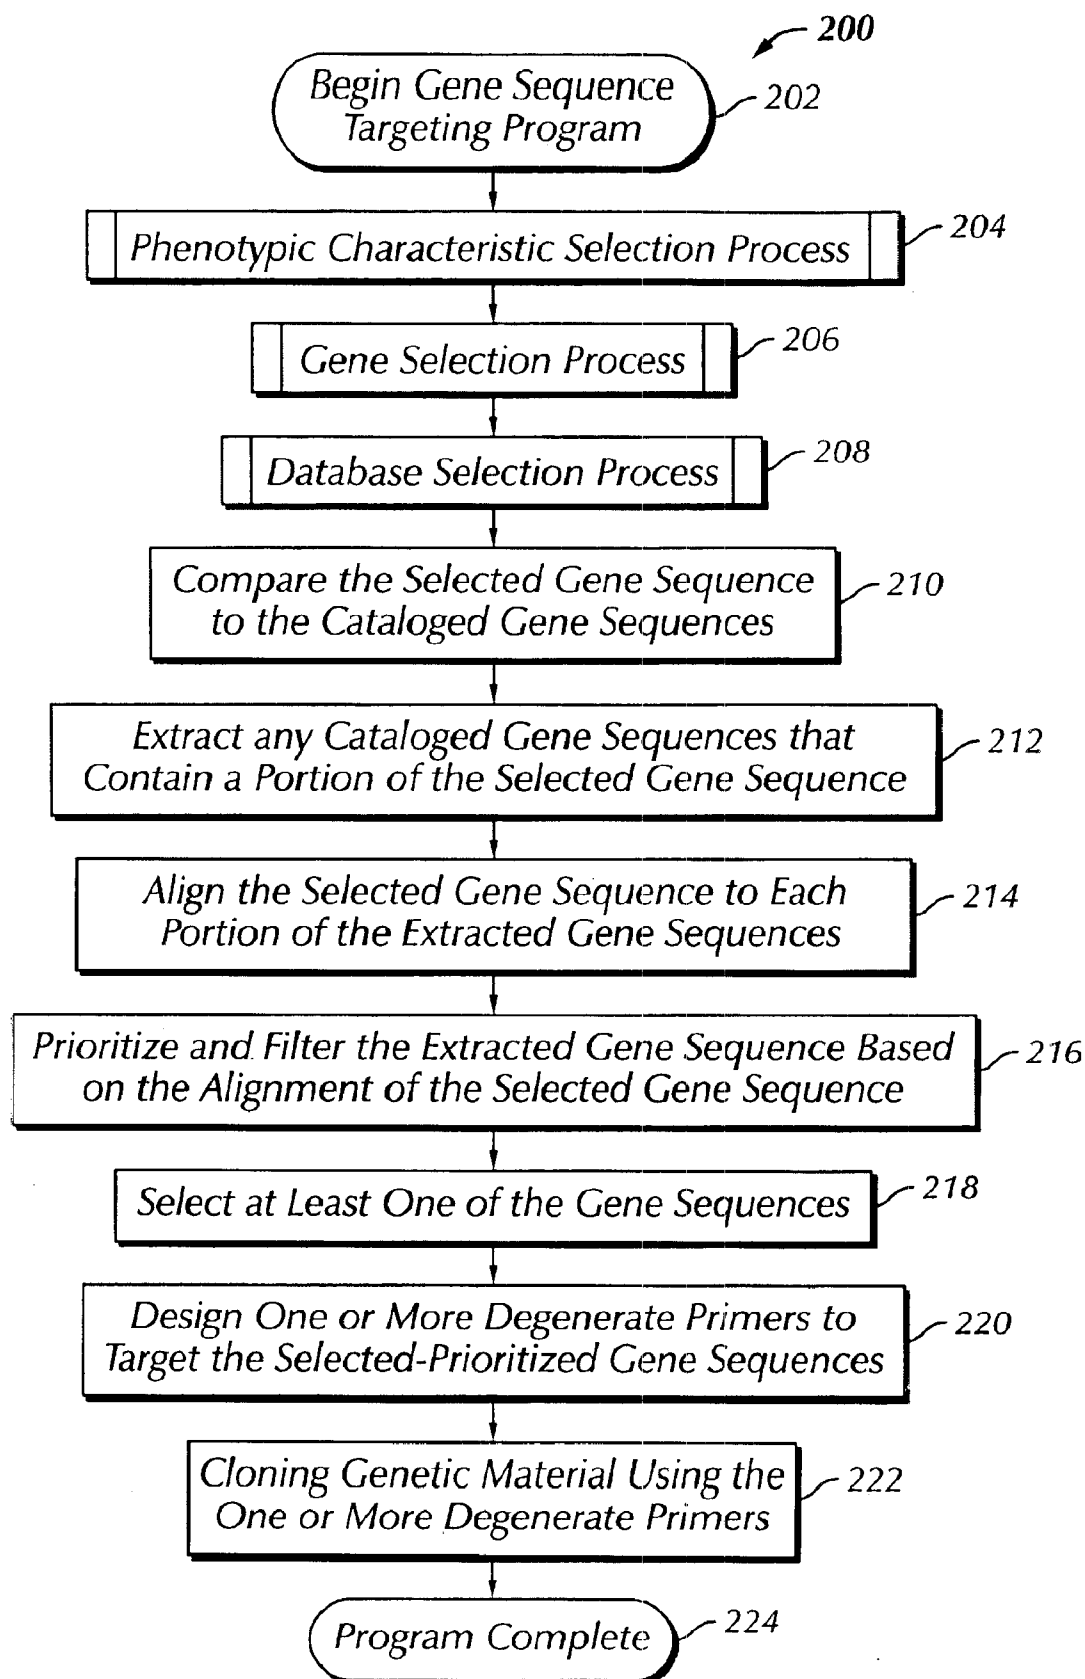 200
Begin Gene Sequence
Targeting Program
202
Phenotypic Characteristic Selection Process
204
Gene Selection Process
206
Database Selection Process
208
Compare the Selected Gene Sequence
to the Cataloged Gene Sequences
210
Extract any Cataloged Gene Sequences that
Contain a Portion of the Selected Gene Sequence
212
Align the Selected Gene Sequence to Each
Portion of the Extracted Gene Sequences
214
Prioritize and Filter the Extracted Gene Sequence Based
on the Alignment of the Selected Gene Sequence
216
Select at Least One of the Gene Sequences
218
Design One or More Degenerate Primers to
Target the Selected-Prioritized Gene Sequences
220
Cloning Genetic Material Using the
One or More Degenerate Primers
222
Program Complete
224